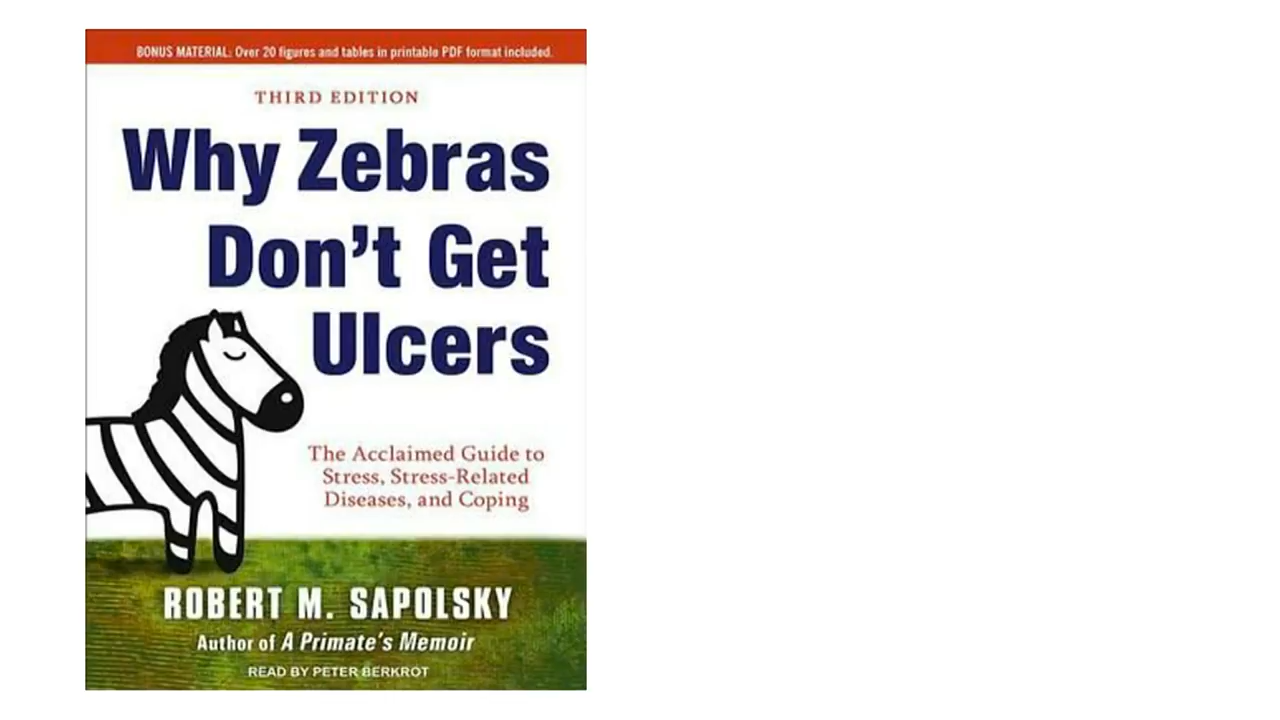 BONUS MATERIAL: Over 20 figures and tables in printable PDF format included.
THIRD EDITION
Why Zebras
Don't Get
Ulcers
The Acclaimed Guide to
Stress, Stress-Related
Diseases, and Coping
ROBERT M. SAPOLSKY
Author of A Primate's Memoir
READ BY PETER BERKROT